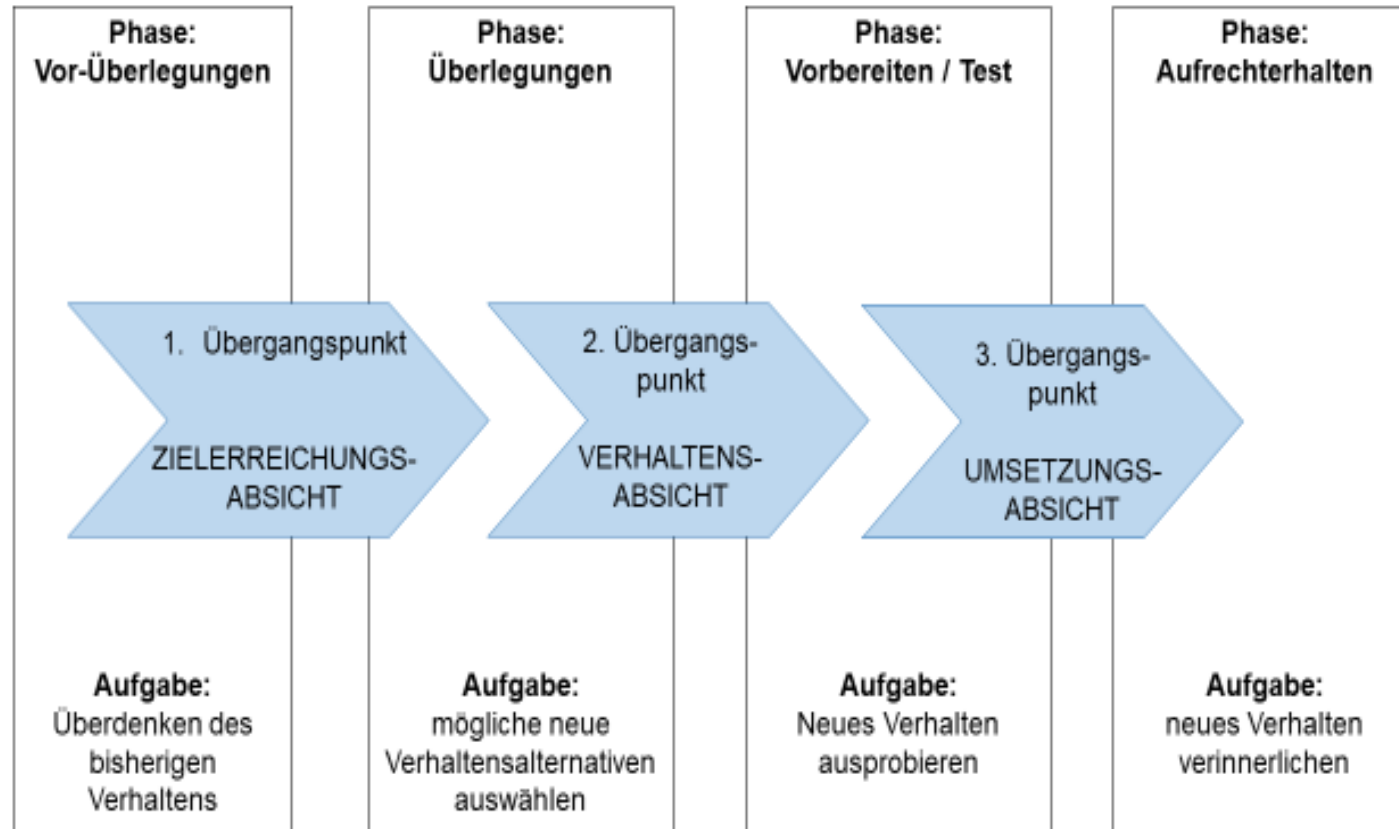 Phase:
Vor-Überlegungen
Phase:
Überlegungen
Phase:
Vorbereiten / Test
Phase:
Aufrechterhalten
1. Übergangspunkt
ZIELERREICHUNGS-
ABSICHT
2. Übergangs-
punkt
VERHALTENS-
ABSICHT
3. Übergangs-
punkt
UMSETZUNGS-
ABSICHT
Aufgabe:
Überdenken des
bisherigen
Verhaltens
Aufgabe:
mögliche neue
Verhaltensalternativen
auswählen
Aufgabe:
Neues Verhalten
ausprobieren
Aufgabe:
neues Verhalten
verinnerlichen